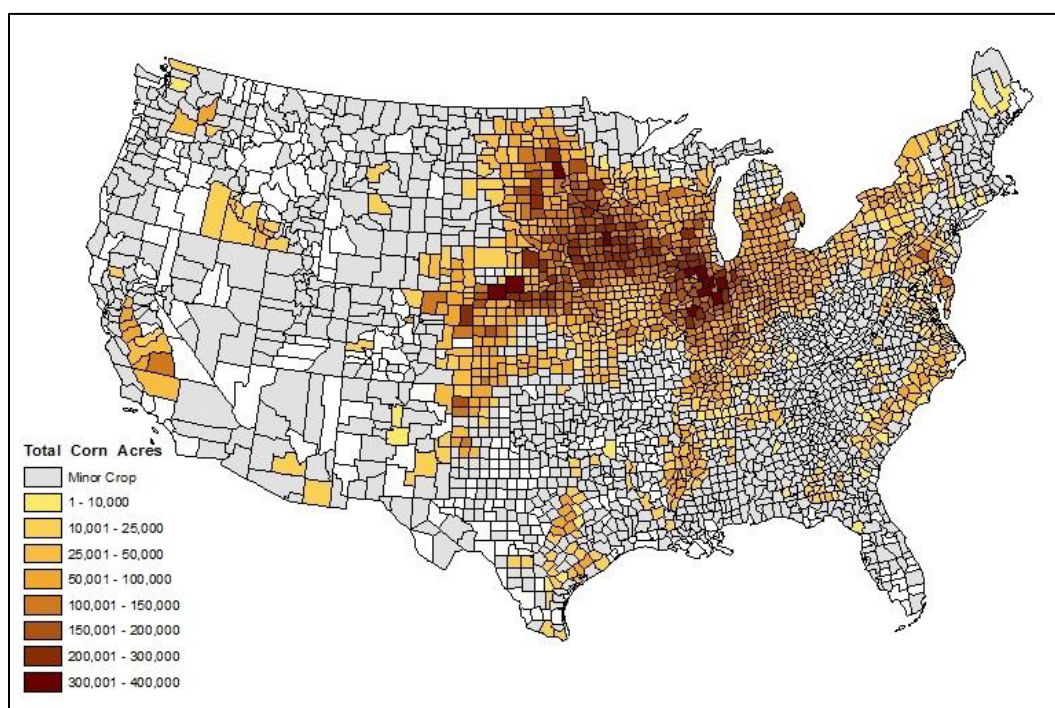 Total Corn Acres
Minor Crop
1 - 10,000
10,001 - 25,000
25,001 - 50,000
50,001 - 100,000
100,001 - 150,000
150,001 - 200,000
200,001 - 300,000
300,001 - 400,000